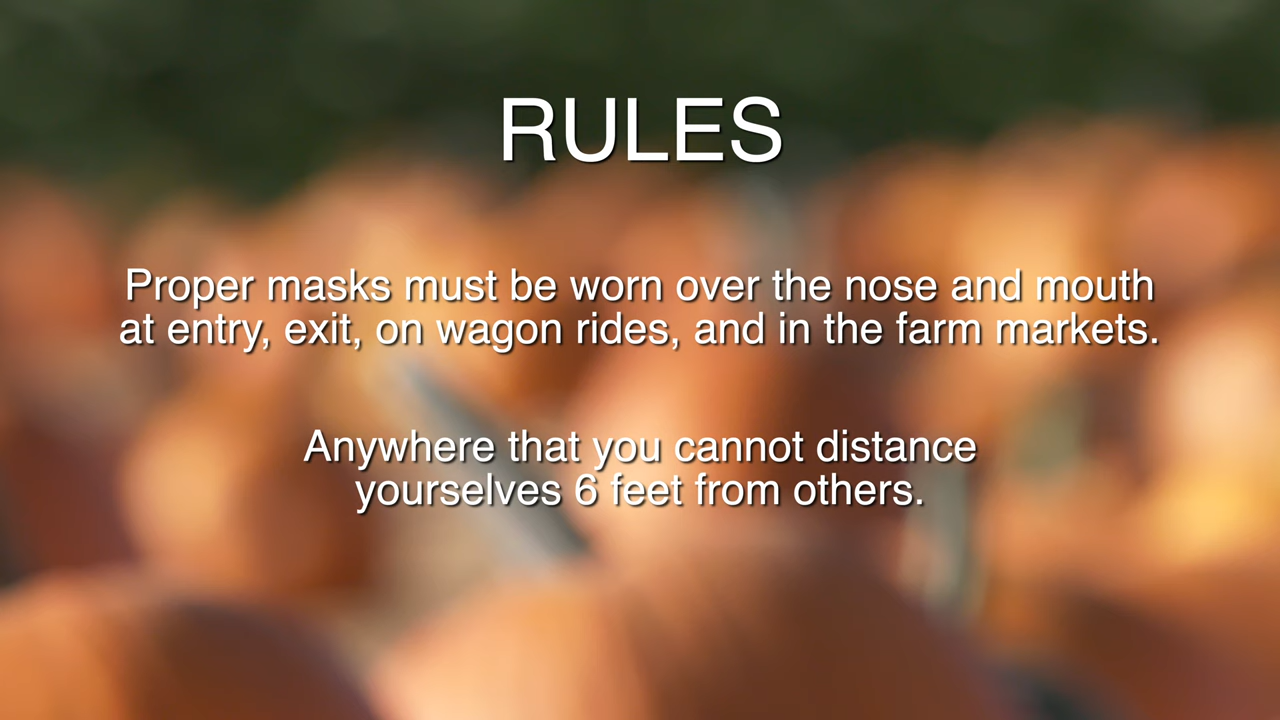 RULES
Proper masks must be worn over the nose and mouth
at entry, exit, on wagon rides, and in the farm markets.
Anywhere that you cannot distance
yourselves 6 feet from others.